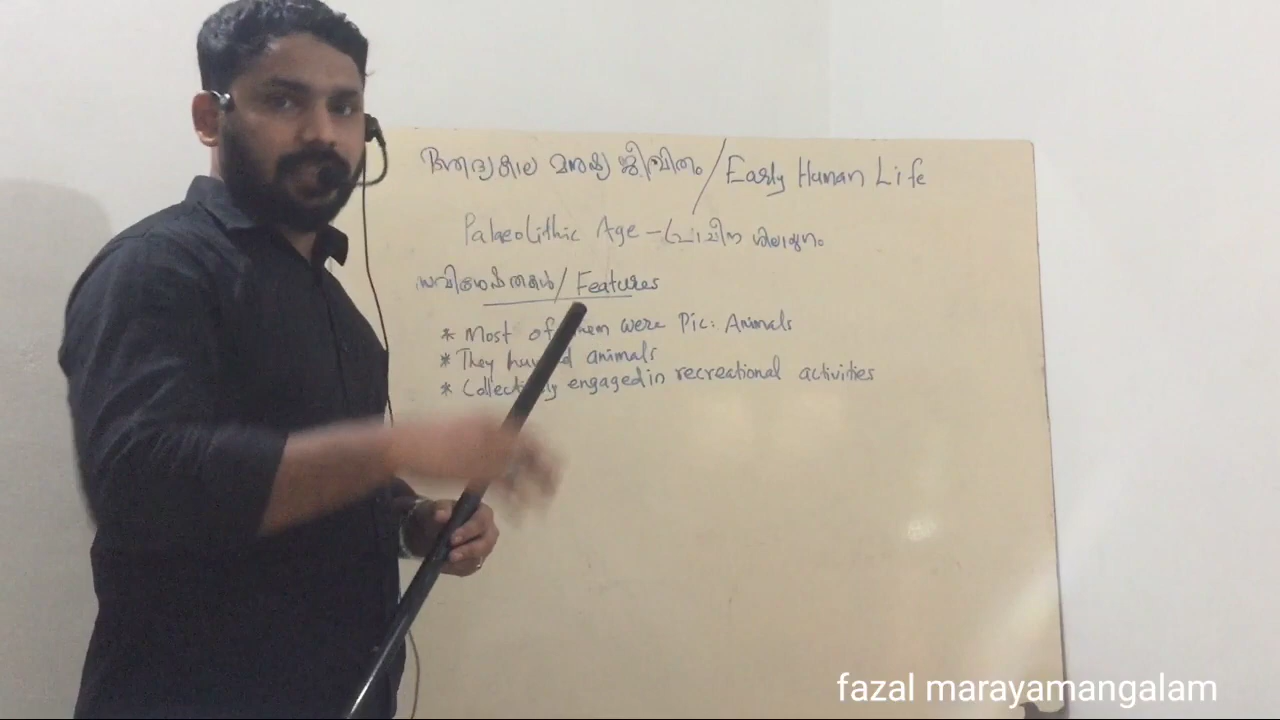 ആദ്യകാല മനുഷ്യ ജീവിതം / Early Human Life
Palaeolithic Age - പ്രാചീന ശിലായുഗം
സവിശേഷതകൾ / Features
* Most of them were Pic: Animals
* They animals
* engaged in recreational activities
fazal marayamangalam